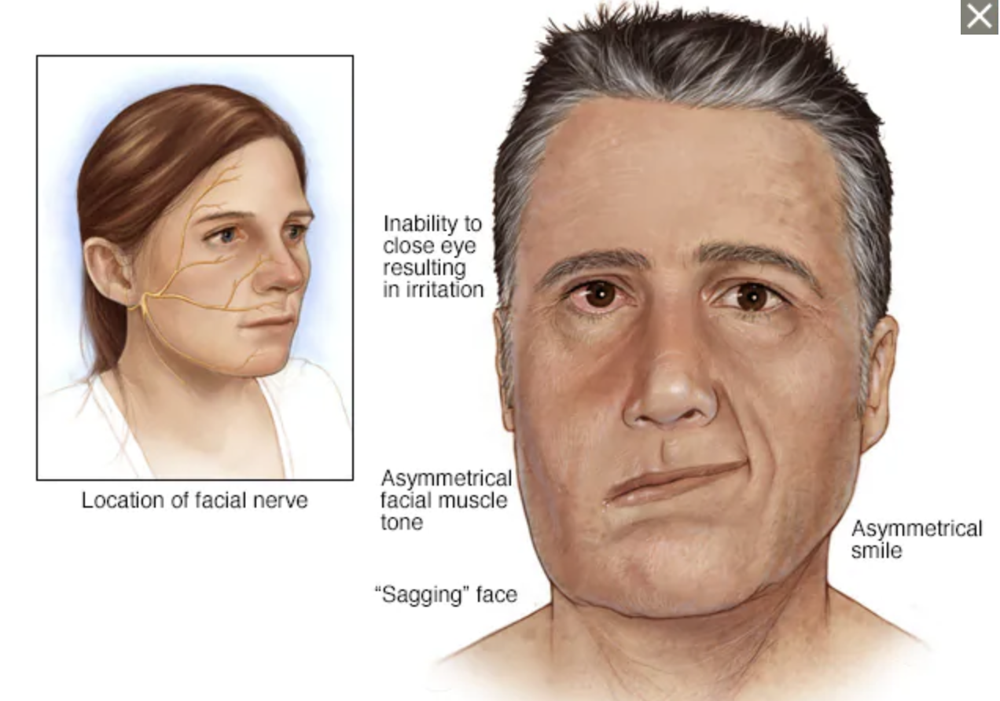 Inability to
close eye
resulting
in irritation
Location of facial nerve
Asymmetrical
facial muscle
tone
Asymmetrical
smile
“Sagging” face